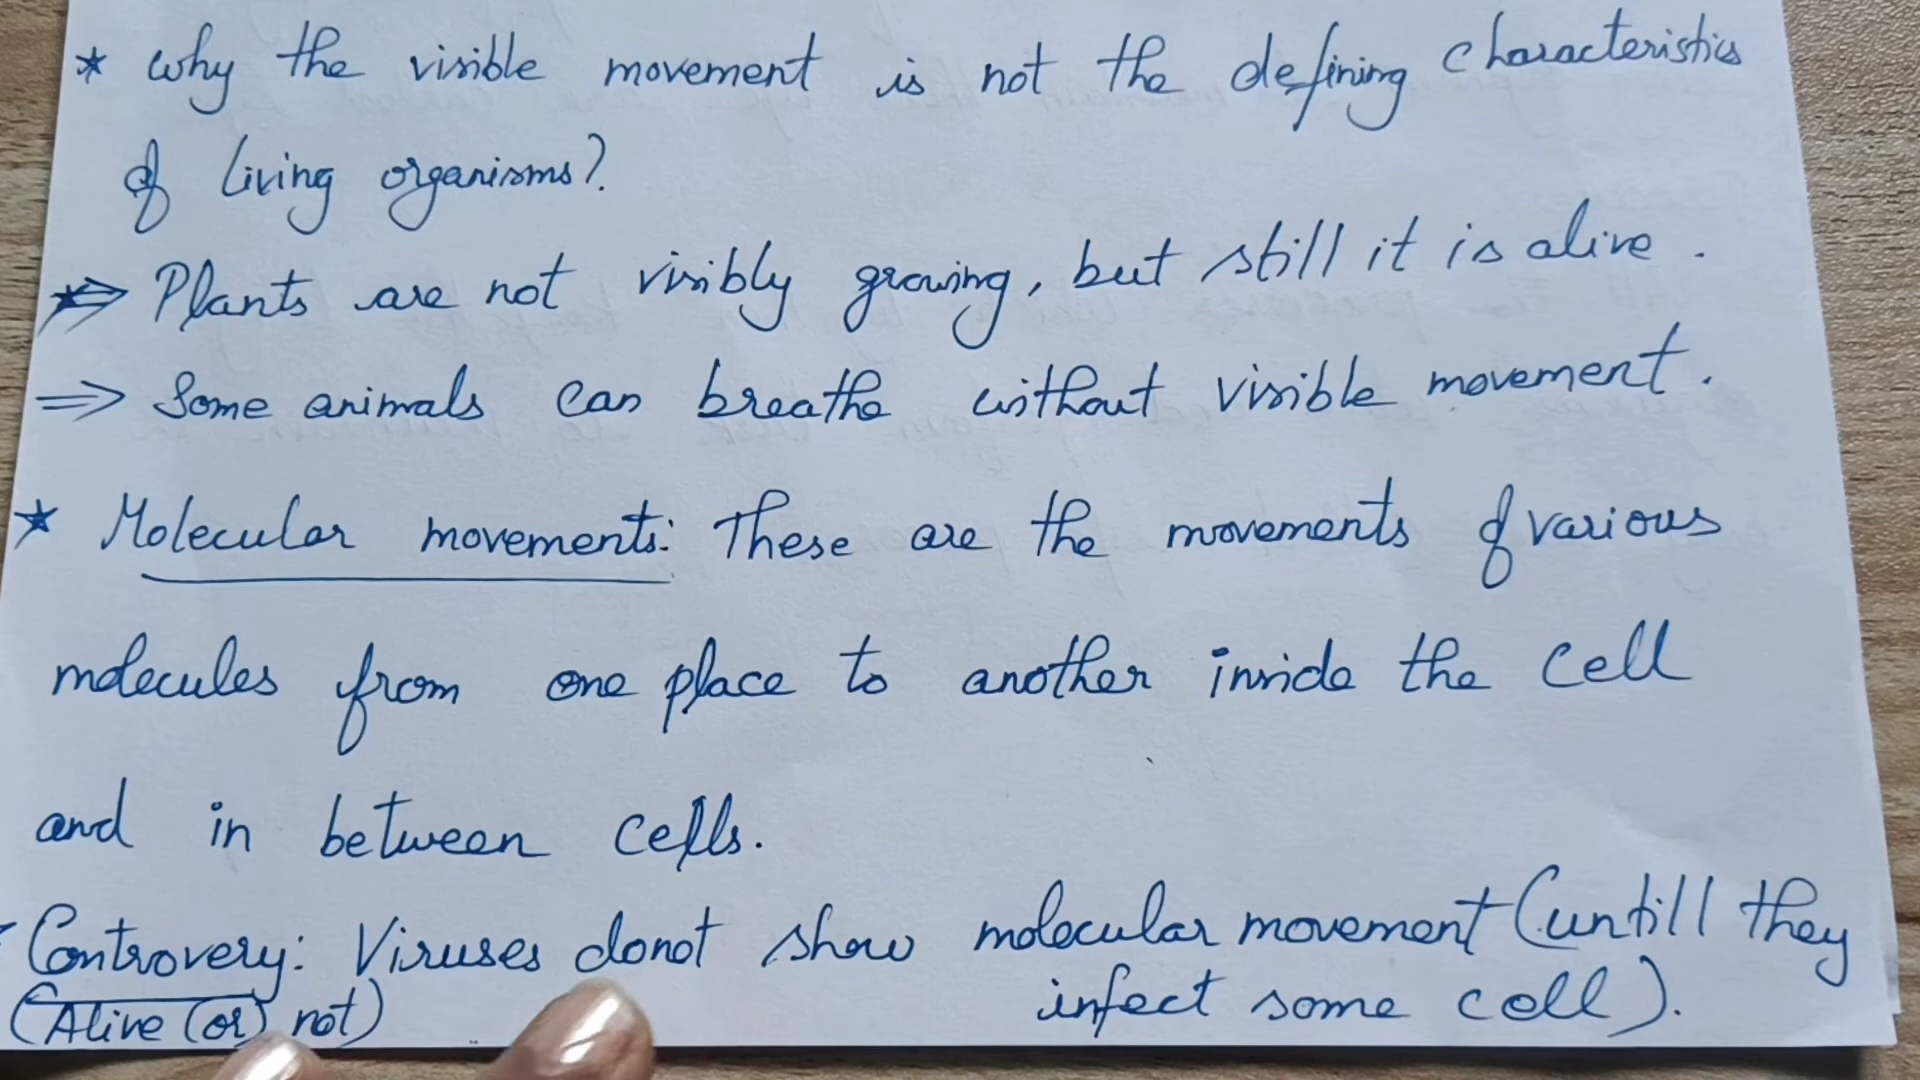 * Why the visible movement is not the defining characteristics
of living organisms?
⇒ Plants are not visibly growing, but still it is alive.
⇒ Some animals can breathe without visible movement.
* Molecular movements: These are the movements of various
molecules from one place to another inside the cell
and in between cells.
Controvery: Viruses donot show molecular movement (untill they
(Alive (or) not) infect some cell).